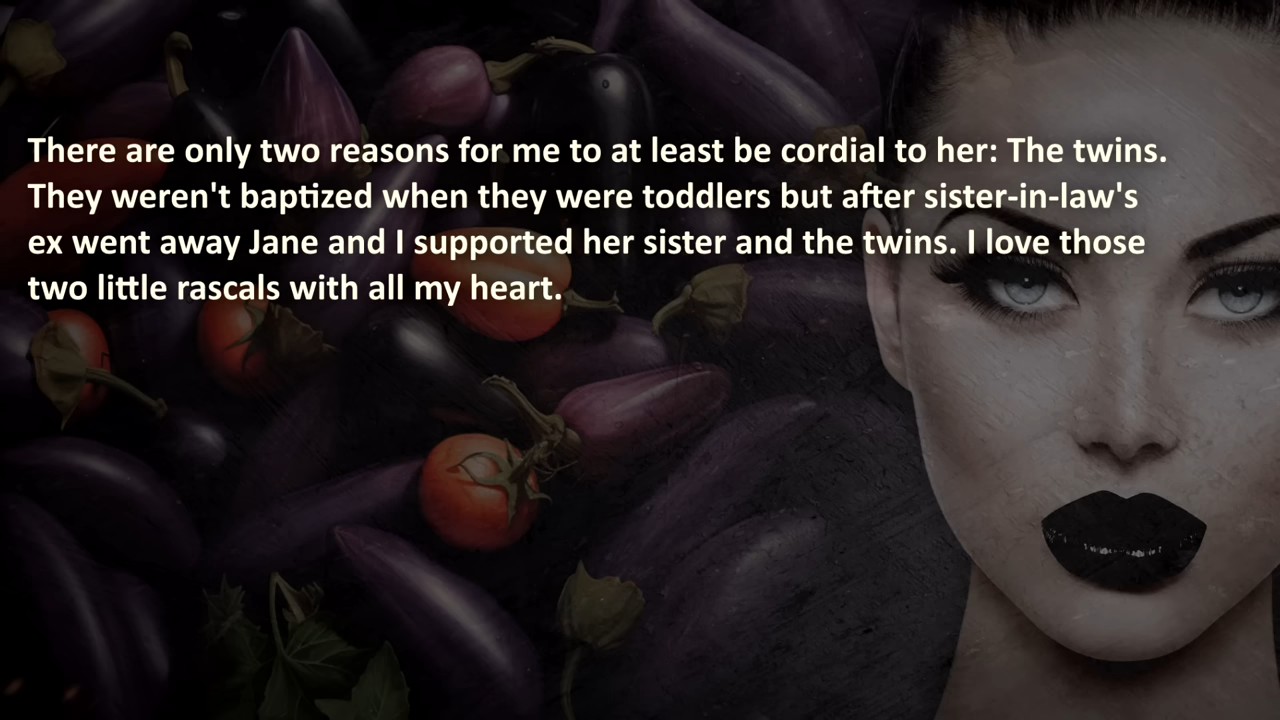 There are only two reasons for me to at least be cordial to her: The twins.
They weren't baptized when they were toddlers but after sister-in-law's
ex went away Jane and I supported her sister and the twins. I love those
two little rascals with all my heart.